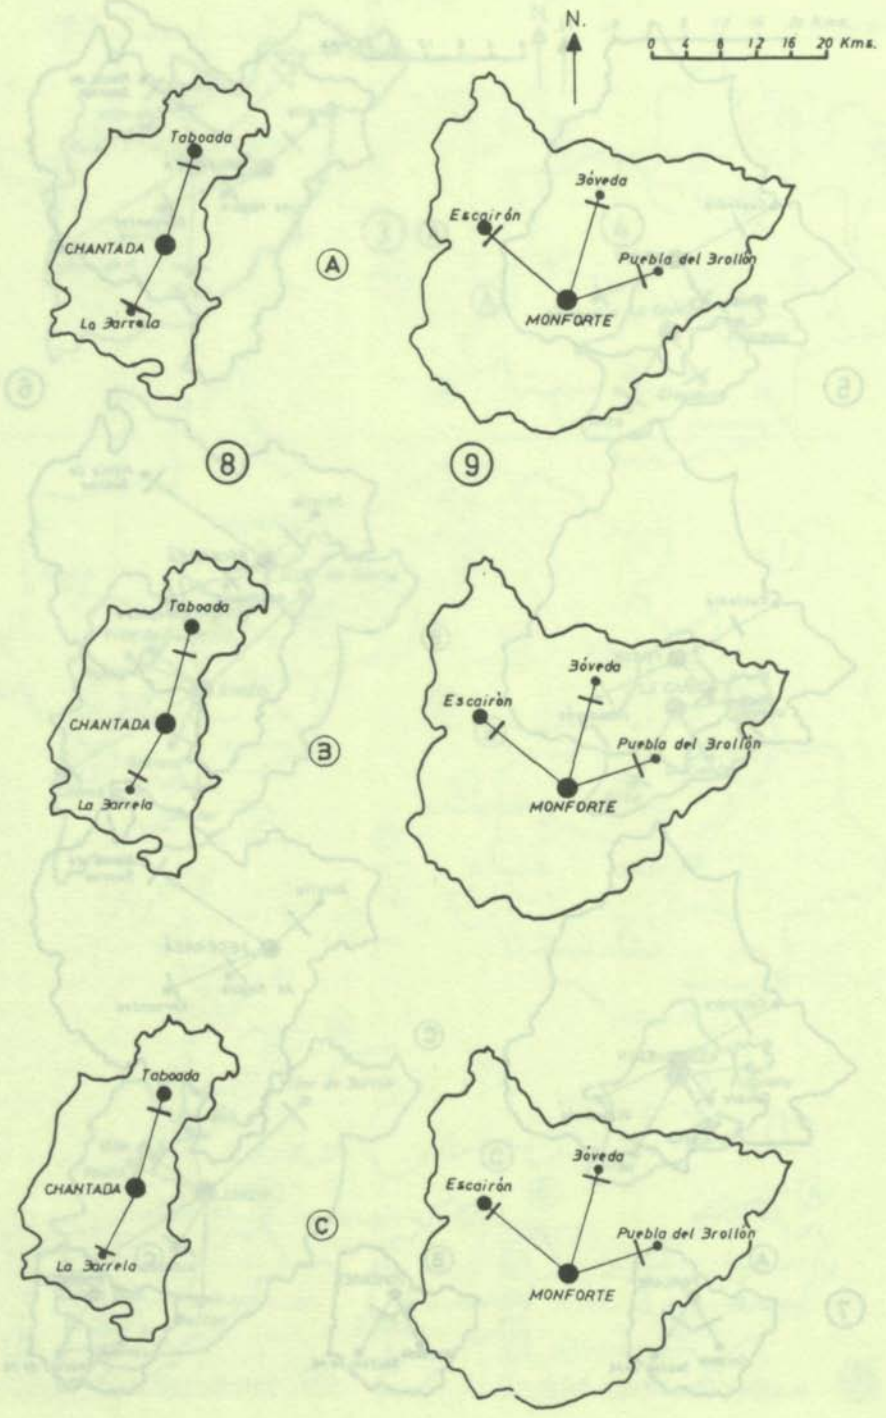 N.
0 4 8 12 16 20 Kms.
Taboada
CHANTADA
La Barrela
A
Bóveda
Escairón
Puebla del Brollón
MONFORTE
8
9
Taboada
CHANTADA
La Barrela
B
Bóveda
Escairón
Puebla del Brollón
MONFORTE
Taboada
CHANTADA
La Barrela
C
Bóveda
Escairón
Puebla del Brollón
MONFORTE